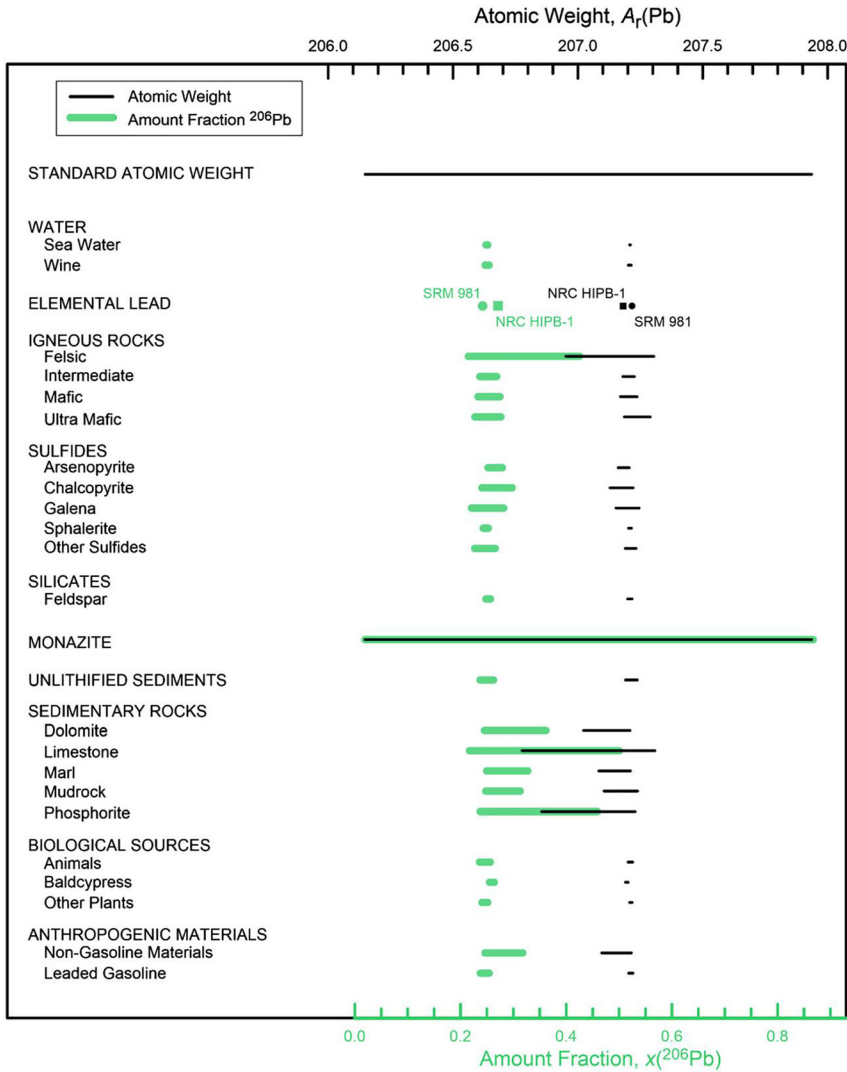 Atomic Weight, Ar(Pb)
206.0 206.5 207.0 207.5 208.0
Atomic Weight
Amount Fraction ²⁰⁶Pb
STANDARD ATOMIC WEIGHT
WATER
Sea Water
Wine
ELEMENTAL LEAD
SRM 981
NRC HIPB-1
NRC HIPB-1
SRM 981
IGNEOUS ROCKS
Felsic
Intermediate
Mafic
Ultra Mafic
SULFIDES
Arsenopyrite
Chalcopyrite
Galena
Sphalerite
Other Sulfides
SILICATES
Feldspar
MONAZITE
UNLITHIFIED SEDIMENTS
SEDIMENTARY ROCKS
Dolomite
Limestone
Marl
Mudrock
Phosphorite
BIOLOGICAL SOURCES
Animals
Baldcypress
Other Plants
ANTHROPOGENIC MATERIALS
Non-Gasoline Materials
Leaded Gasoline
0.0 0.2 0.4 0.6 0.8
Amount Fraction, x(²⁰⁶Pb)